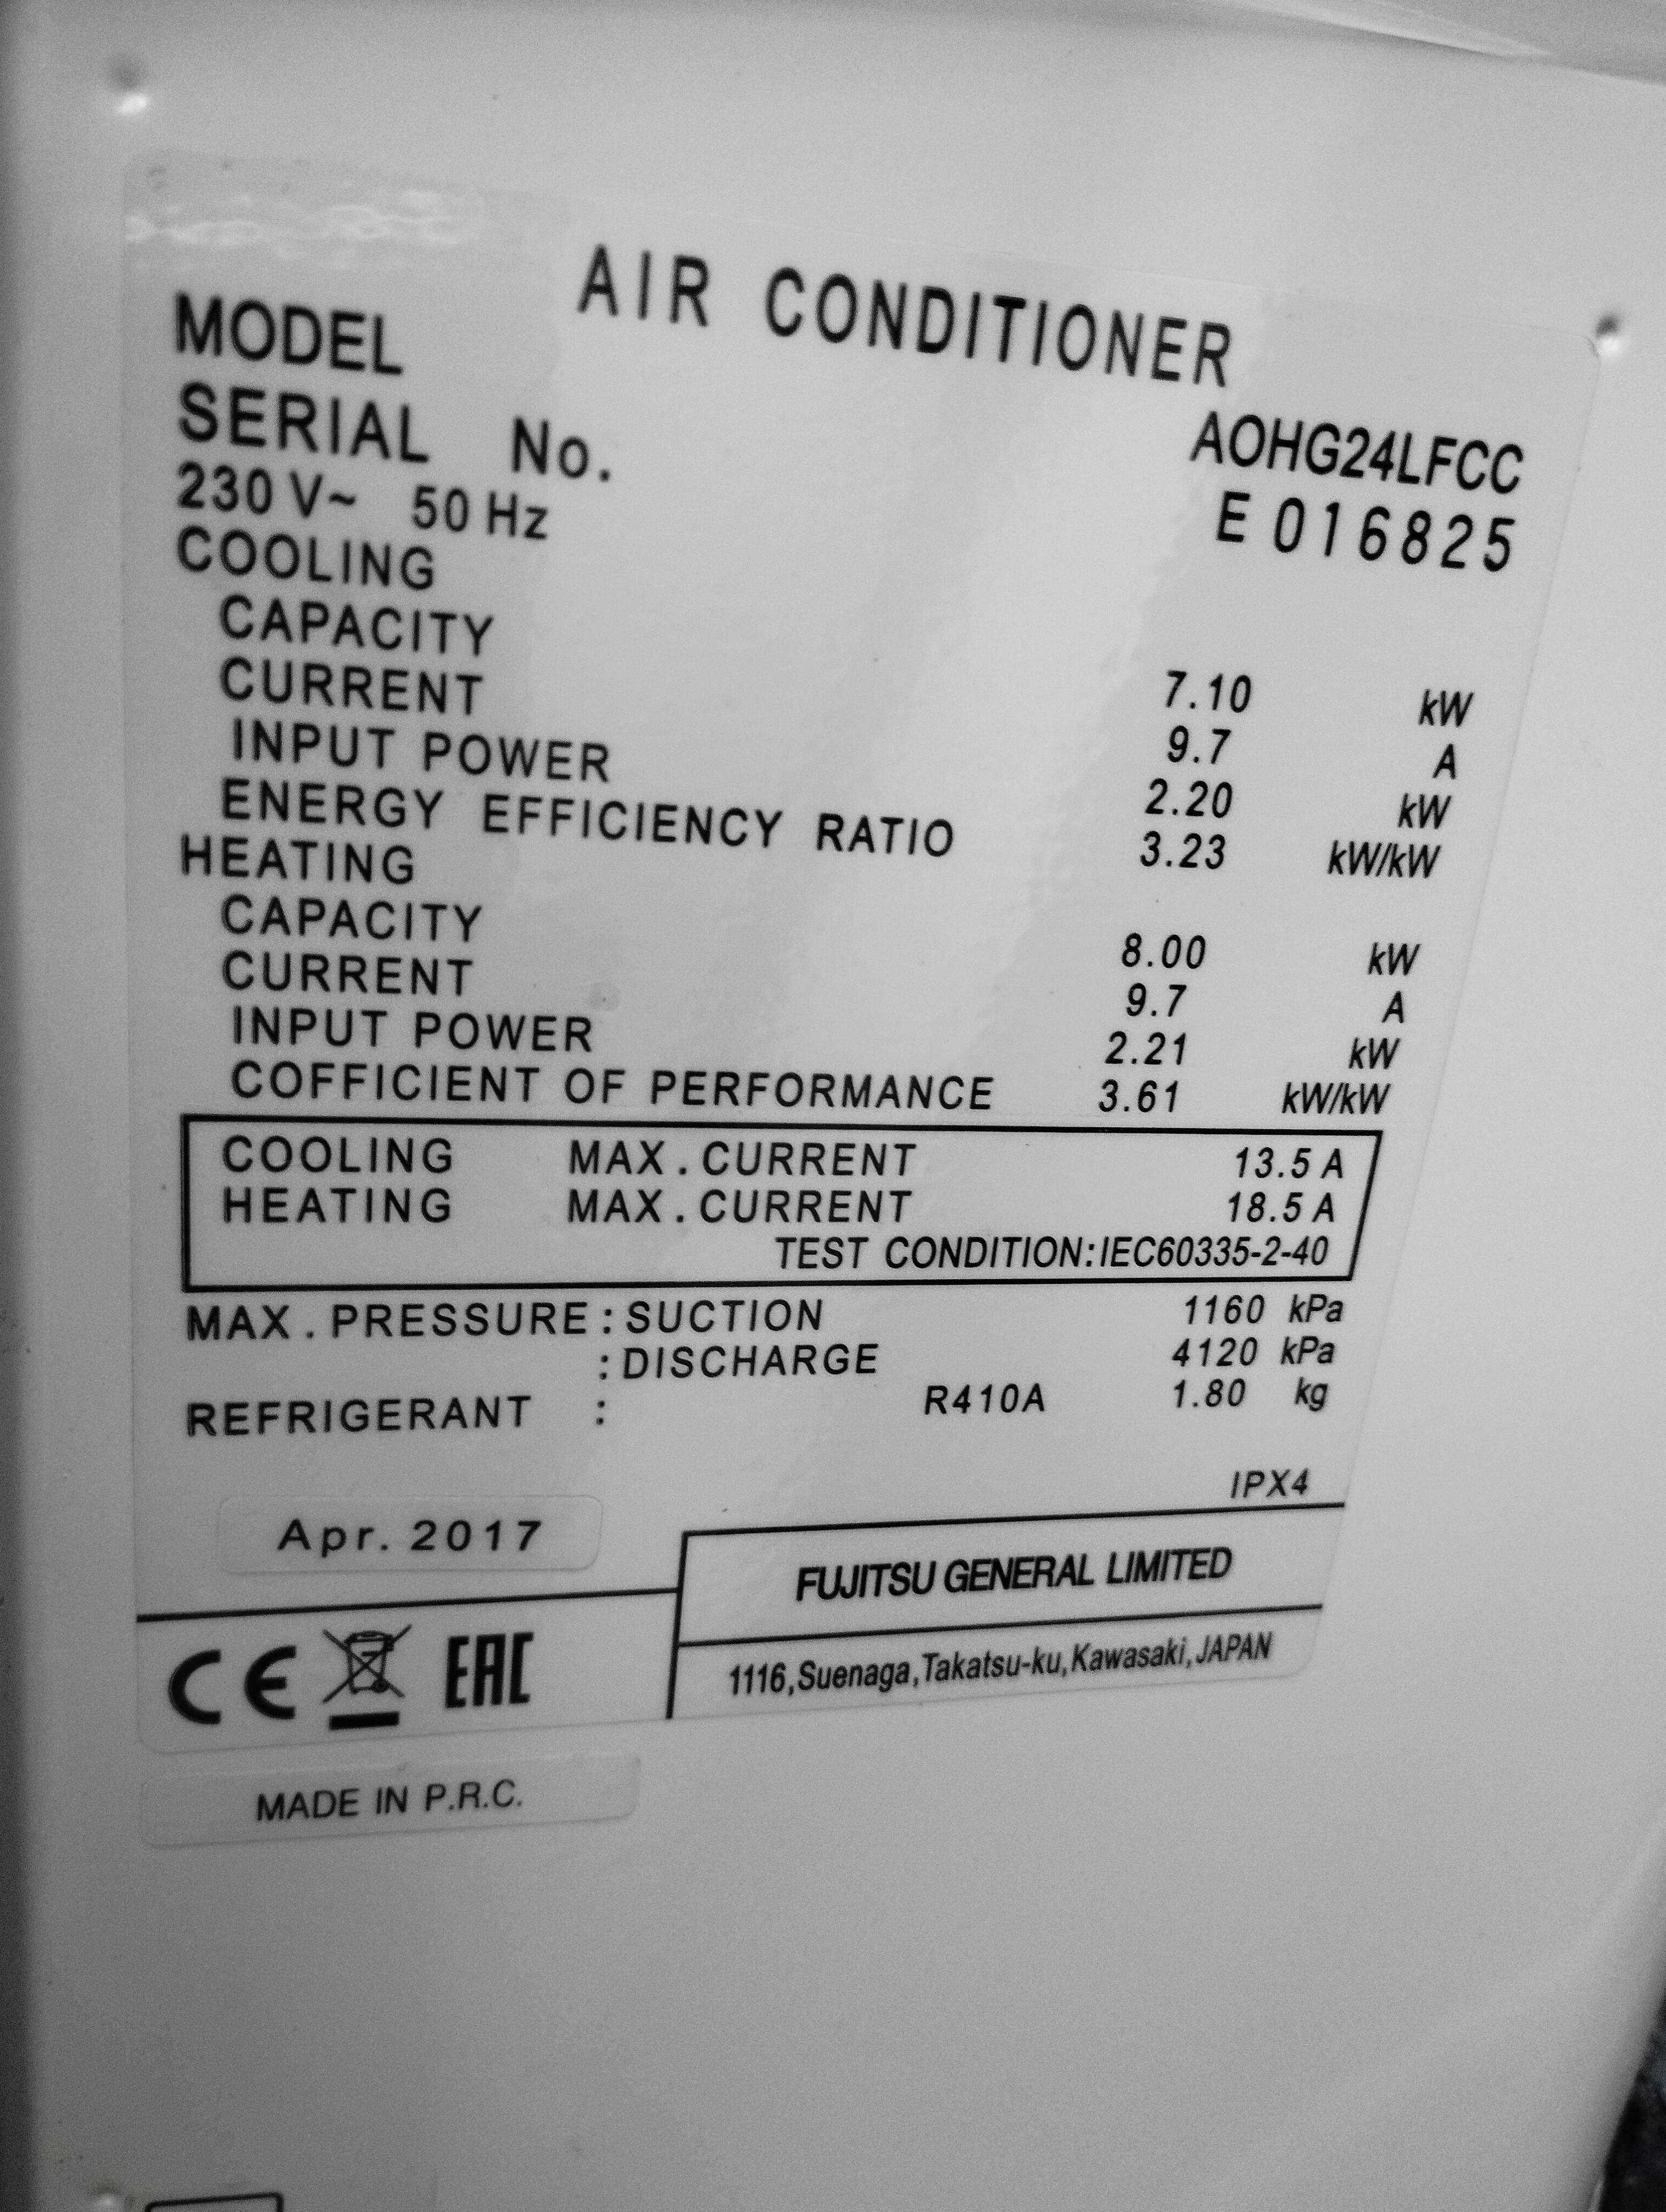 AIR CONDITIONER
MODEL AOHG24LFCC
SERIAL No. E 016825
230 V~ 50 Hz
COOLING
CAPACITY 7.10 kW
CURRENT 9.7 A
INPUT POWER 2.20 kW
ENERGY EFFICIENCY RATIO 3.23 kW/kW
HEATING
CAPACITY 8.00 kW
CURRENT 9.7 A
INPUT POWER 2.21 kW
COFFICIENT OF PERFORMANCE 3.61 kW/kW
COOLING MAX. CURRENT 13.5 A
HEATING MAX. CURRENT 18.5 A
TEST CONDITION:IEC60335-2-40
MAX. PRESSURE : SUCTION 1160 kPa
: DISCHARGE 4120 kPa
REFRIGERANT : R410A 1.80 kg
IPX4
Apr. 2017
FUJITSU GENERAL LIMITED
1116,Suenaga,Takatsu-ku,Kawasaki,JAPAN
CE EAC
MADE IN P.R.C.